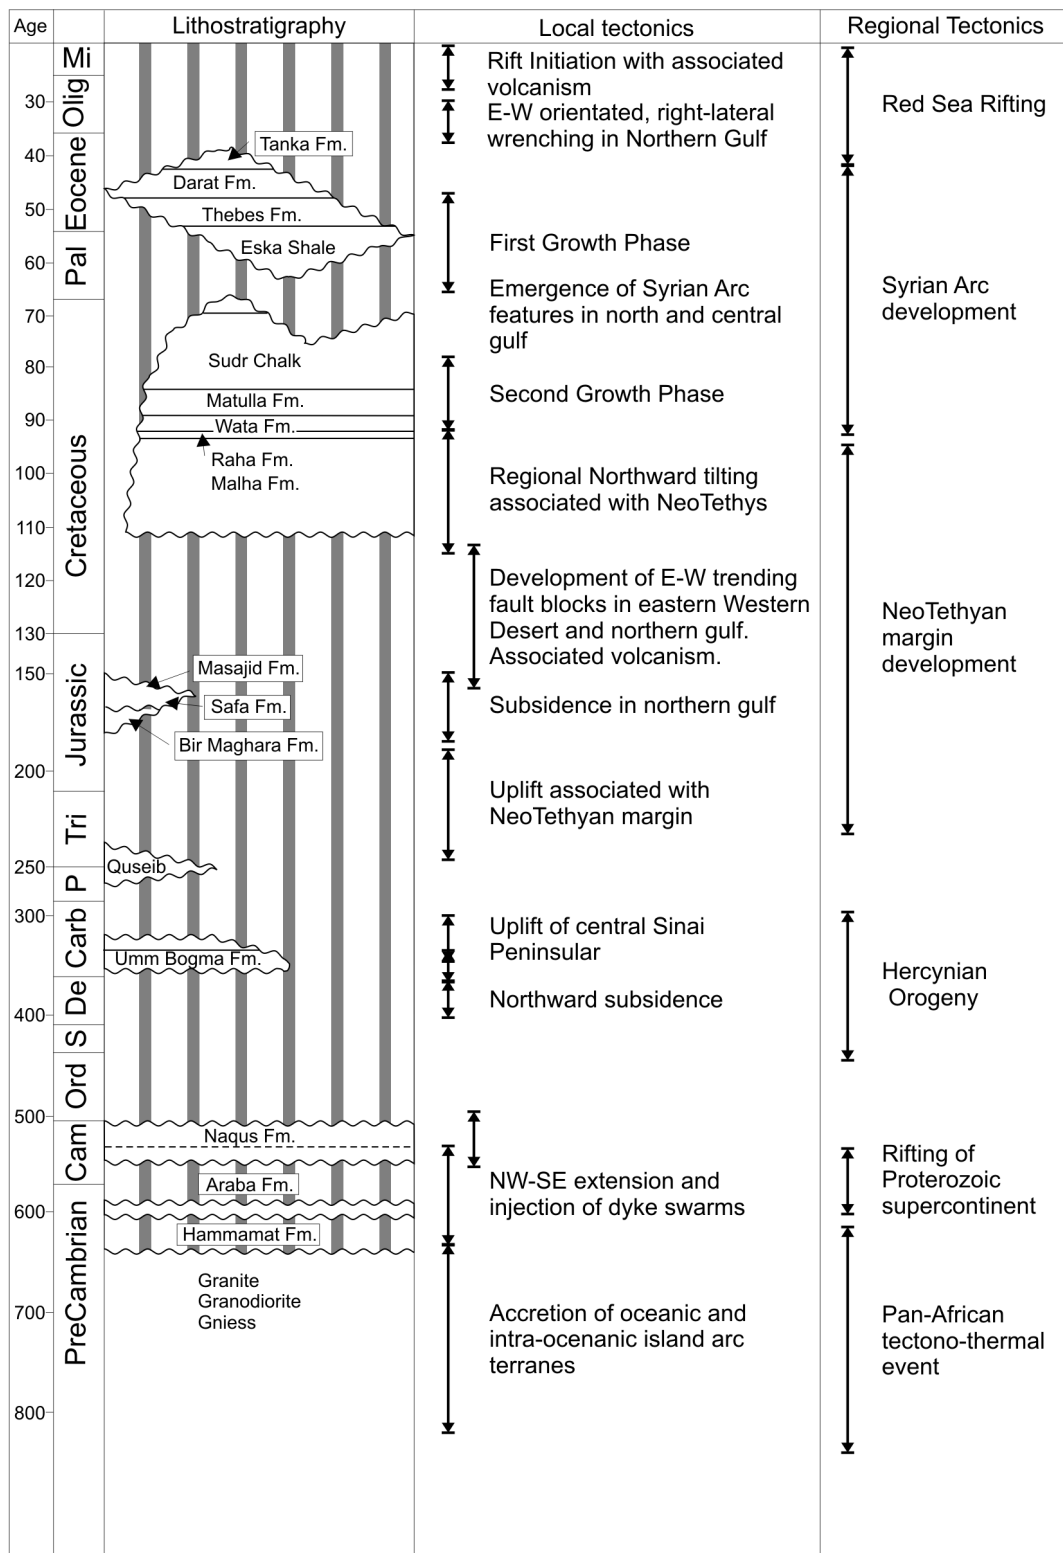 Age
Lithostratigraphy
Local tectonics
Regional Tectonics
Mi
Olig
Eocene
Pal
Cretaceous
Jurassic
Tri
P
Carb
De
S
Ord
Cam
PreCambrian
30
40
50
60
70
80
90
100
110
120
130
150
200
250
300
400
500
600
700
800
Tanka Fm.
Darat Fm.
Thebes Fm.
Eska Shale
Sudr Chalk
Matulla Fm.
Wata Fm.
Raha Fm.
Malha Fm.
Masajid Fm.
Safa Fm.
Bir Maghara Fm.
Quseib
Umm Bogma Fm.
Naqus Fm.
Araba Fm.
Hammamat Fm.
Granite
Granodiorite
Gniess
Rift Initiation with associated
volcanism
E-W orientated, right-lateral
wrenching in Northern Gulf
First Growth Phase
Emergence of Syrian Arc
features in north and central
gulf
Second Growth Phase
Regional Northward tilting
associated with NeoTethys
Development of E-W trending
fault blocks in eastern Western
Desert and northern gulf.
Associated volcanism.
Subsidence in northern gulf
Uplift associated with
NeoTethyan margin
Uplift of central Sinai
Peninsular
Northward subsidence
NW-SE extension and
injection of dyke swarms
Accretion of oceanic and
intra-ocenanic island arc
terranes
Red Sea Rifting
Syrian Arc
development
NeoTethyan
margin
development
Hercynian
Orogeny
Rifting of
Proterozoic
supercontinent
Pan-African
tectono-thermal
event